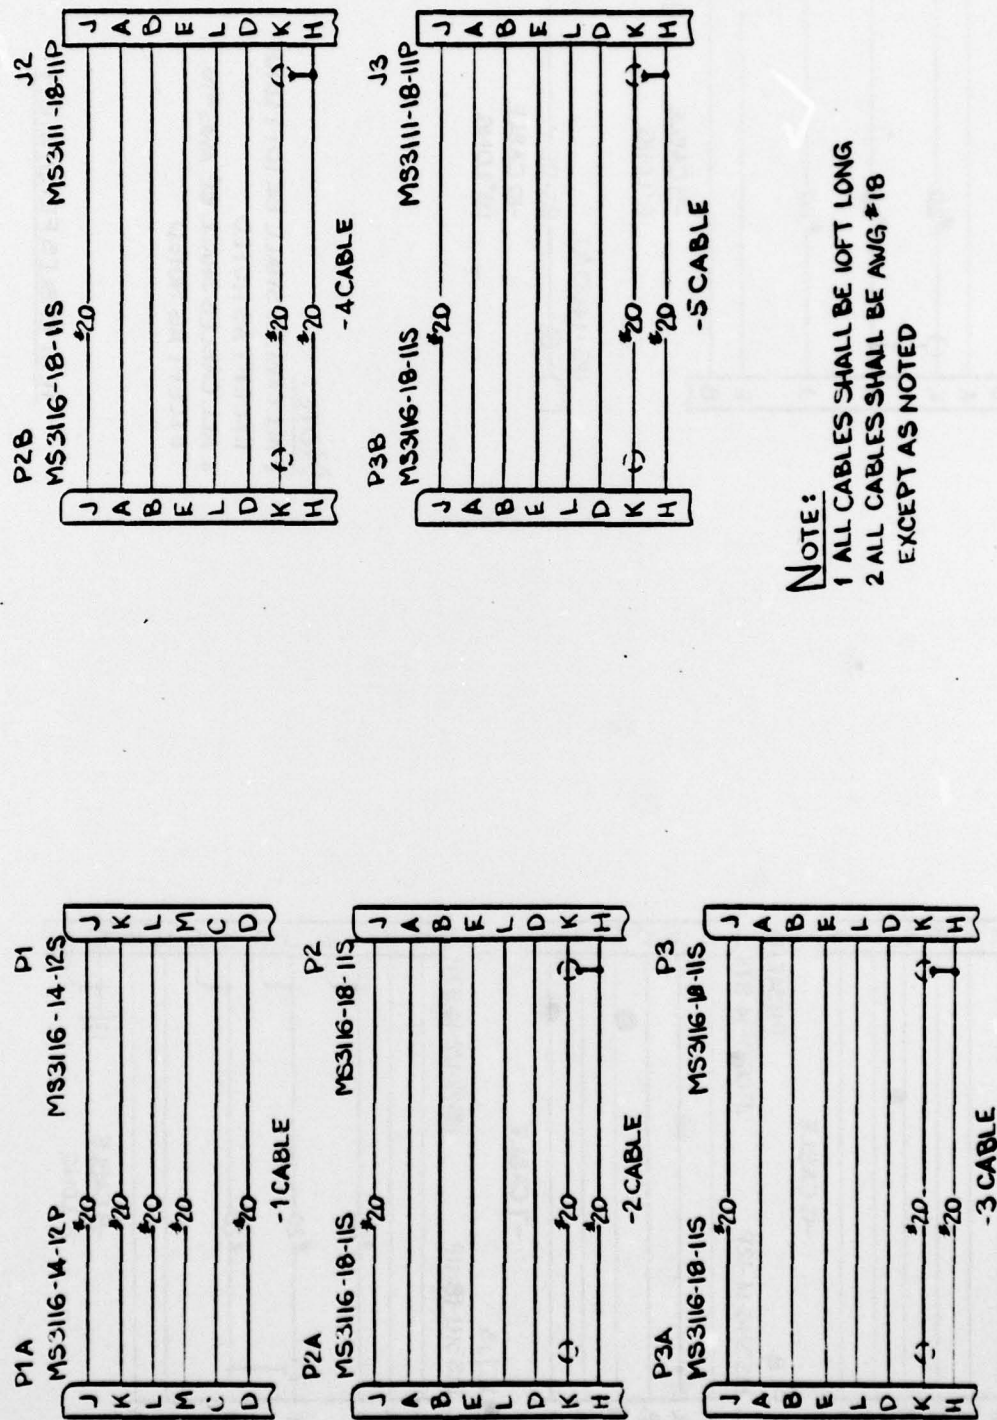 P1A P1
MS3116-14-12P MS3116-14-12S
J #20 J
K #20 K
L #20 L
M #20 M
C C
D #20 D
-1 CABLE
P2A P2
MS3116-18-11S MS3116-18-11S
J #20 J
A A
B B
E E
L L
D D
K #20 K
H #20 H
-2 CABLE
P3A P3
MS3116-18-11S MS3116-18-11S
J #20 J
A A
B B
E E
L L
D D
K #20 K
H #20 H
-3 CABLE
P2B J2
MS3116-18-11S MS3111-18-11P
J #20 J
A A
B B
E E
L L
D D
K #20 K
H #20 H
-4 CABLE
P3B J3
MS3116-18-11S MS3111-18-11P
J #20 J
A A
B B
E E
L L
D D
K #20 K
H #20 H
-5 CABLE
NOTE:
1 ALL CABLES SHALL BE 10FT LONG
2 ALL CABLES SHALL BE AWG #18
EXCEPT AS NOTED